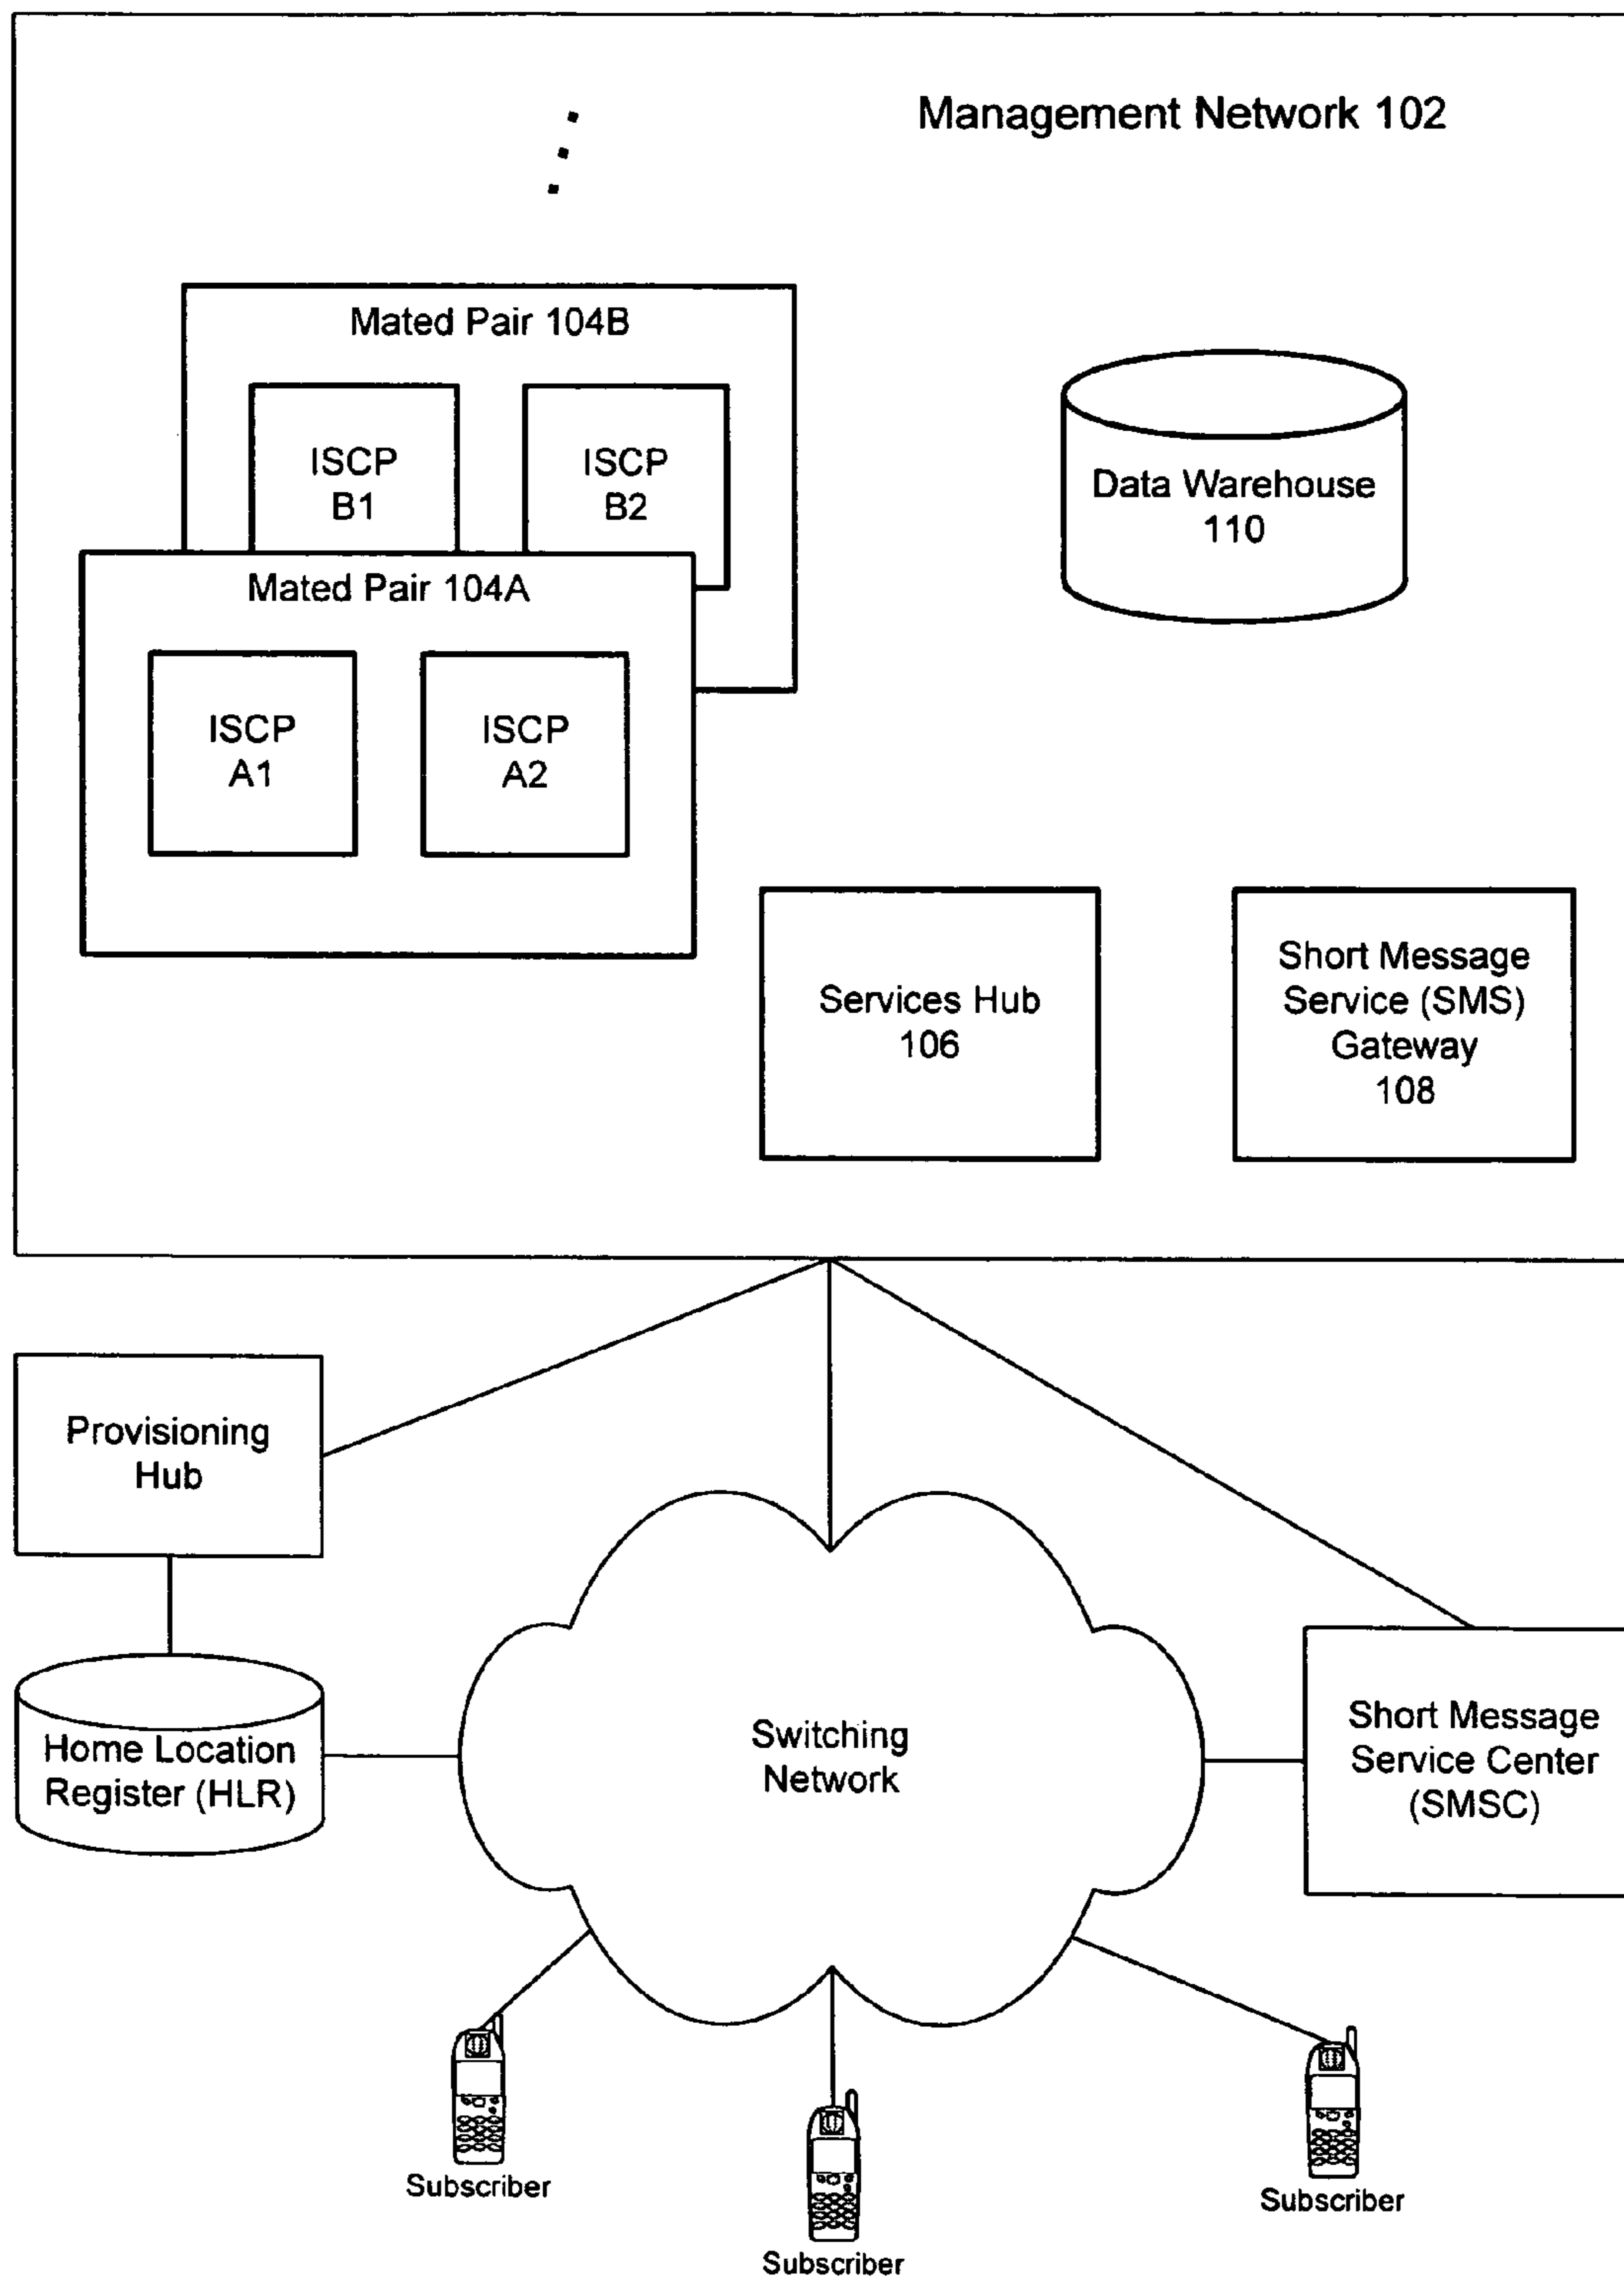 Management Network 102
Mated Pair 104B
ISCP
B1
ISCP
B2
Data Warehouse
110
Mated Pair 104A
ISCP
A1
ISCP
A2
Services Hub
106
Short Message
Service (SMS)
Gateway
108
Provisioning
Hub
Home Location
Register (HLR)
Switching
Network
Short Message
Service Center
(SMSC)
Subscriber
Subscriber
Subscriber